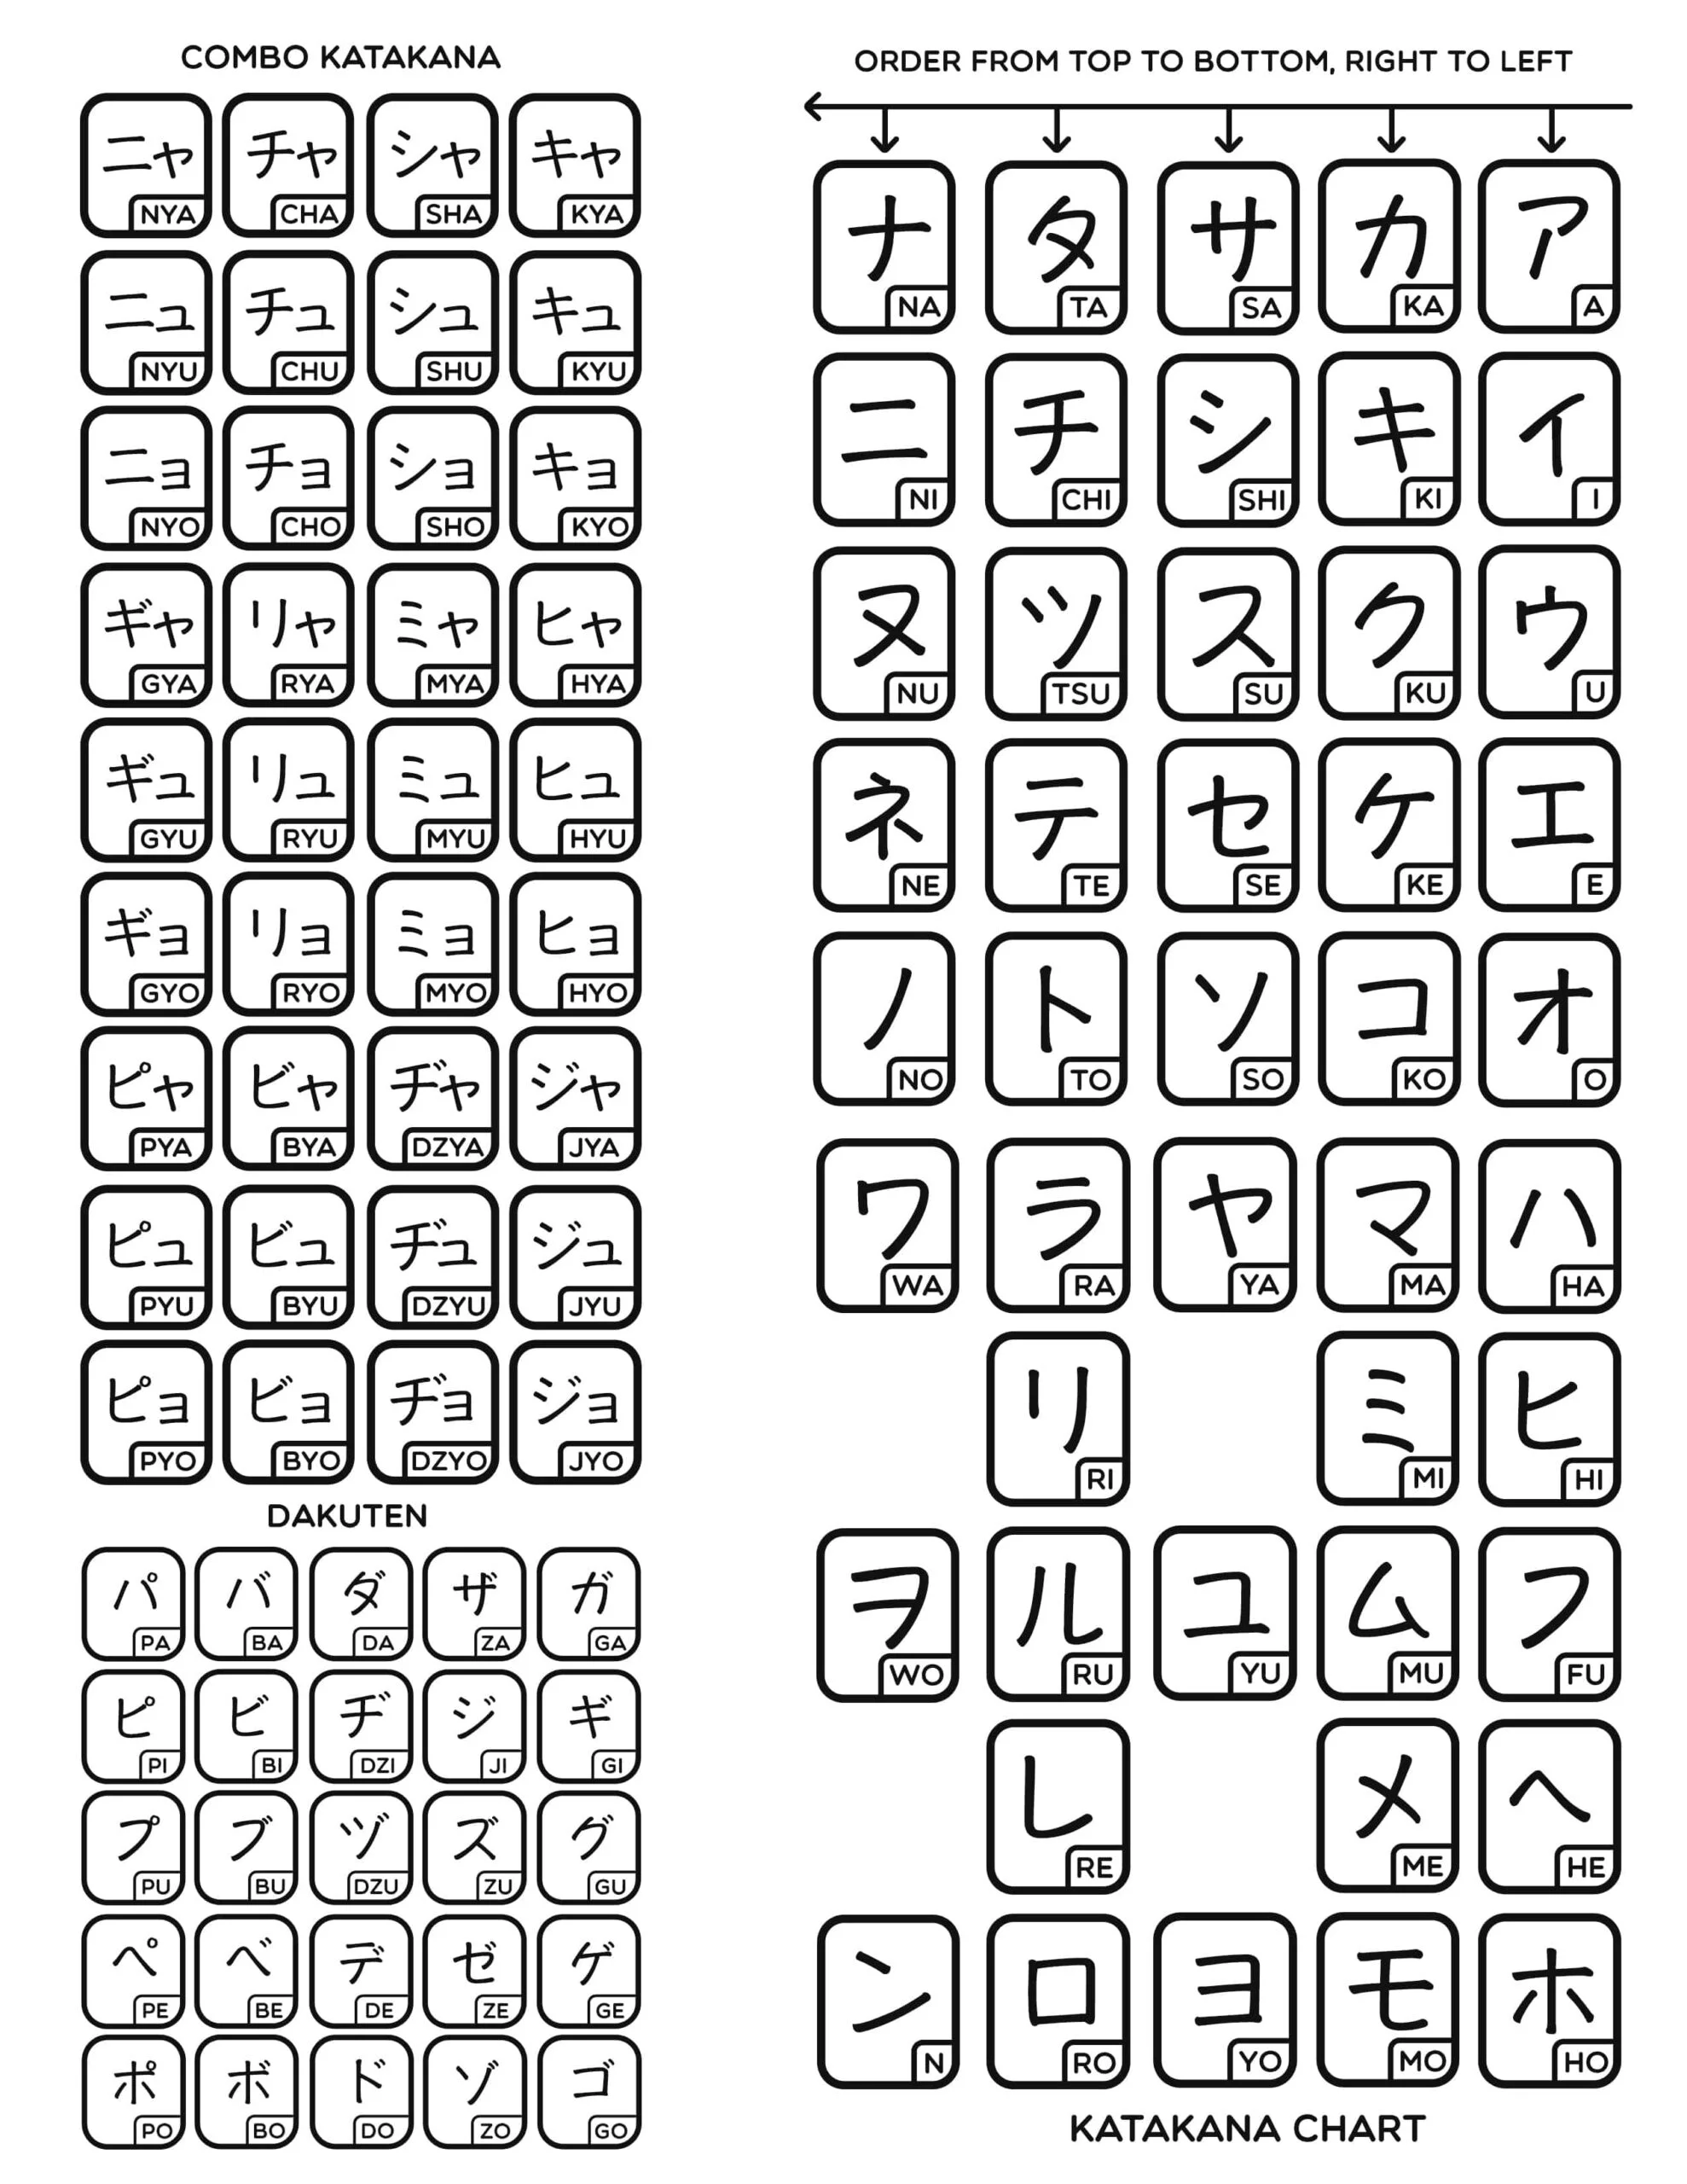 COMBO KATAKANA
ニャ チャ シャ キャ
NYA CHA SHA KYA
ニュ チュ シュ キュ
NYU CHU SHU KYU
ニョ チョ ショ キョ
NYO CHO SHO KYO
ギャ リャ ミャ ヒャ
GYA RYA MYA HYA
ギュ リュ ミュ ヒュ
GYU RYU MYU HYU
ギョ リョ ミョ ヒョ
GYO RYO MYO HYO
ピャ ビャ ヂャ ジャ
PYA BYA DZYA JYA
ピュ ビュ ヂュ ジュ
PYU BYU DZYU JYU
ピョ ビョ ヂョ ジョ
PYO BYO DZYO JYO
DAKUTEN
パ バ ダ ザ ガ
PA BA DA ZA GA
ピ ビ ヂ ジ ギ
PI BI DZI JI GI
プ ブ ヅ ズ グ
PU BU DZU ZU GU
ペ ベ デ ゼ ゲ
PE BE DE ZE GE
ポ ボ ド ゾ ゴ
PO BO DO ZO GO
ORDER FROM TOP TO BOTTOM, RIGHT TO LEFT
ナ タ サ カ ア
NA TA SA KA A
ニ チ シ キ イ
NI CHI SHI KI I
ヌ ツ ス ク ウ
NU TSU SU KU U
ネ テ セ ケ エ
NE TE SE KE E
ノ ト ソ コ オ
NO TO SO KO O
ワ ラ ヤ マ ハ
WA RA YA MA HA
リ ミ ヒ
RI MI HI
ヲ ル ユ ム フ
WO RU YU MU FU
レ メ ヘ
RE ME HE
ン ロ ヨ モ ホ
N RO YO MO HO
KATAKANA CHART